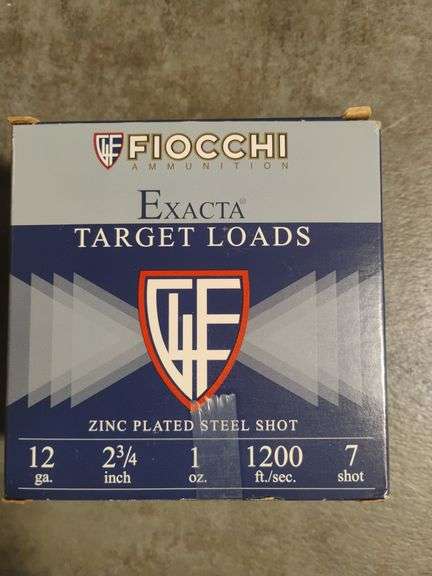 FIOCCHI
AMMUNITION
EXACTA®
TARGET LOADS
GFL
ZINC PLATED STEEL SHOT
12 2¾ 1 1200 7
ga. inch oz. ft./sec. shot